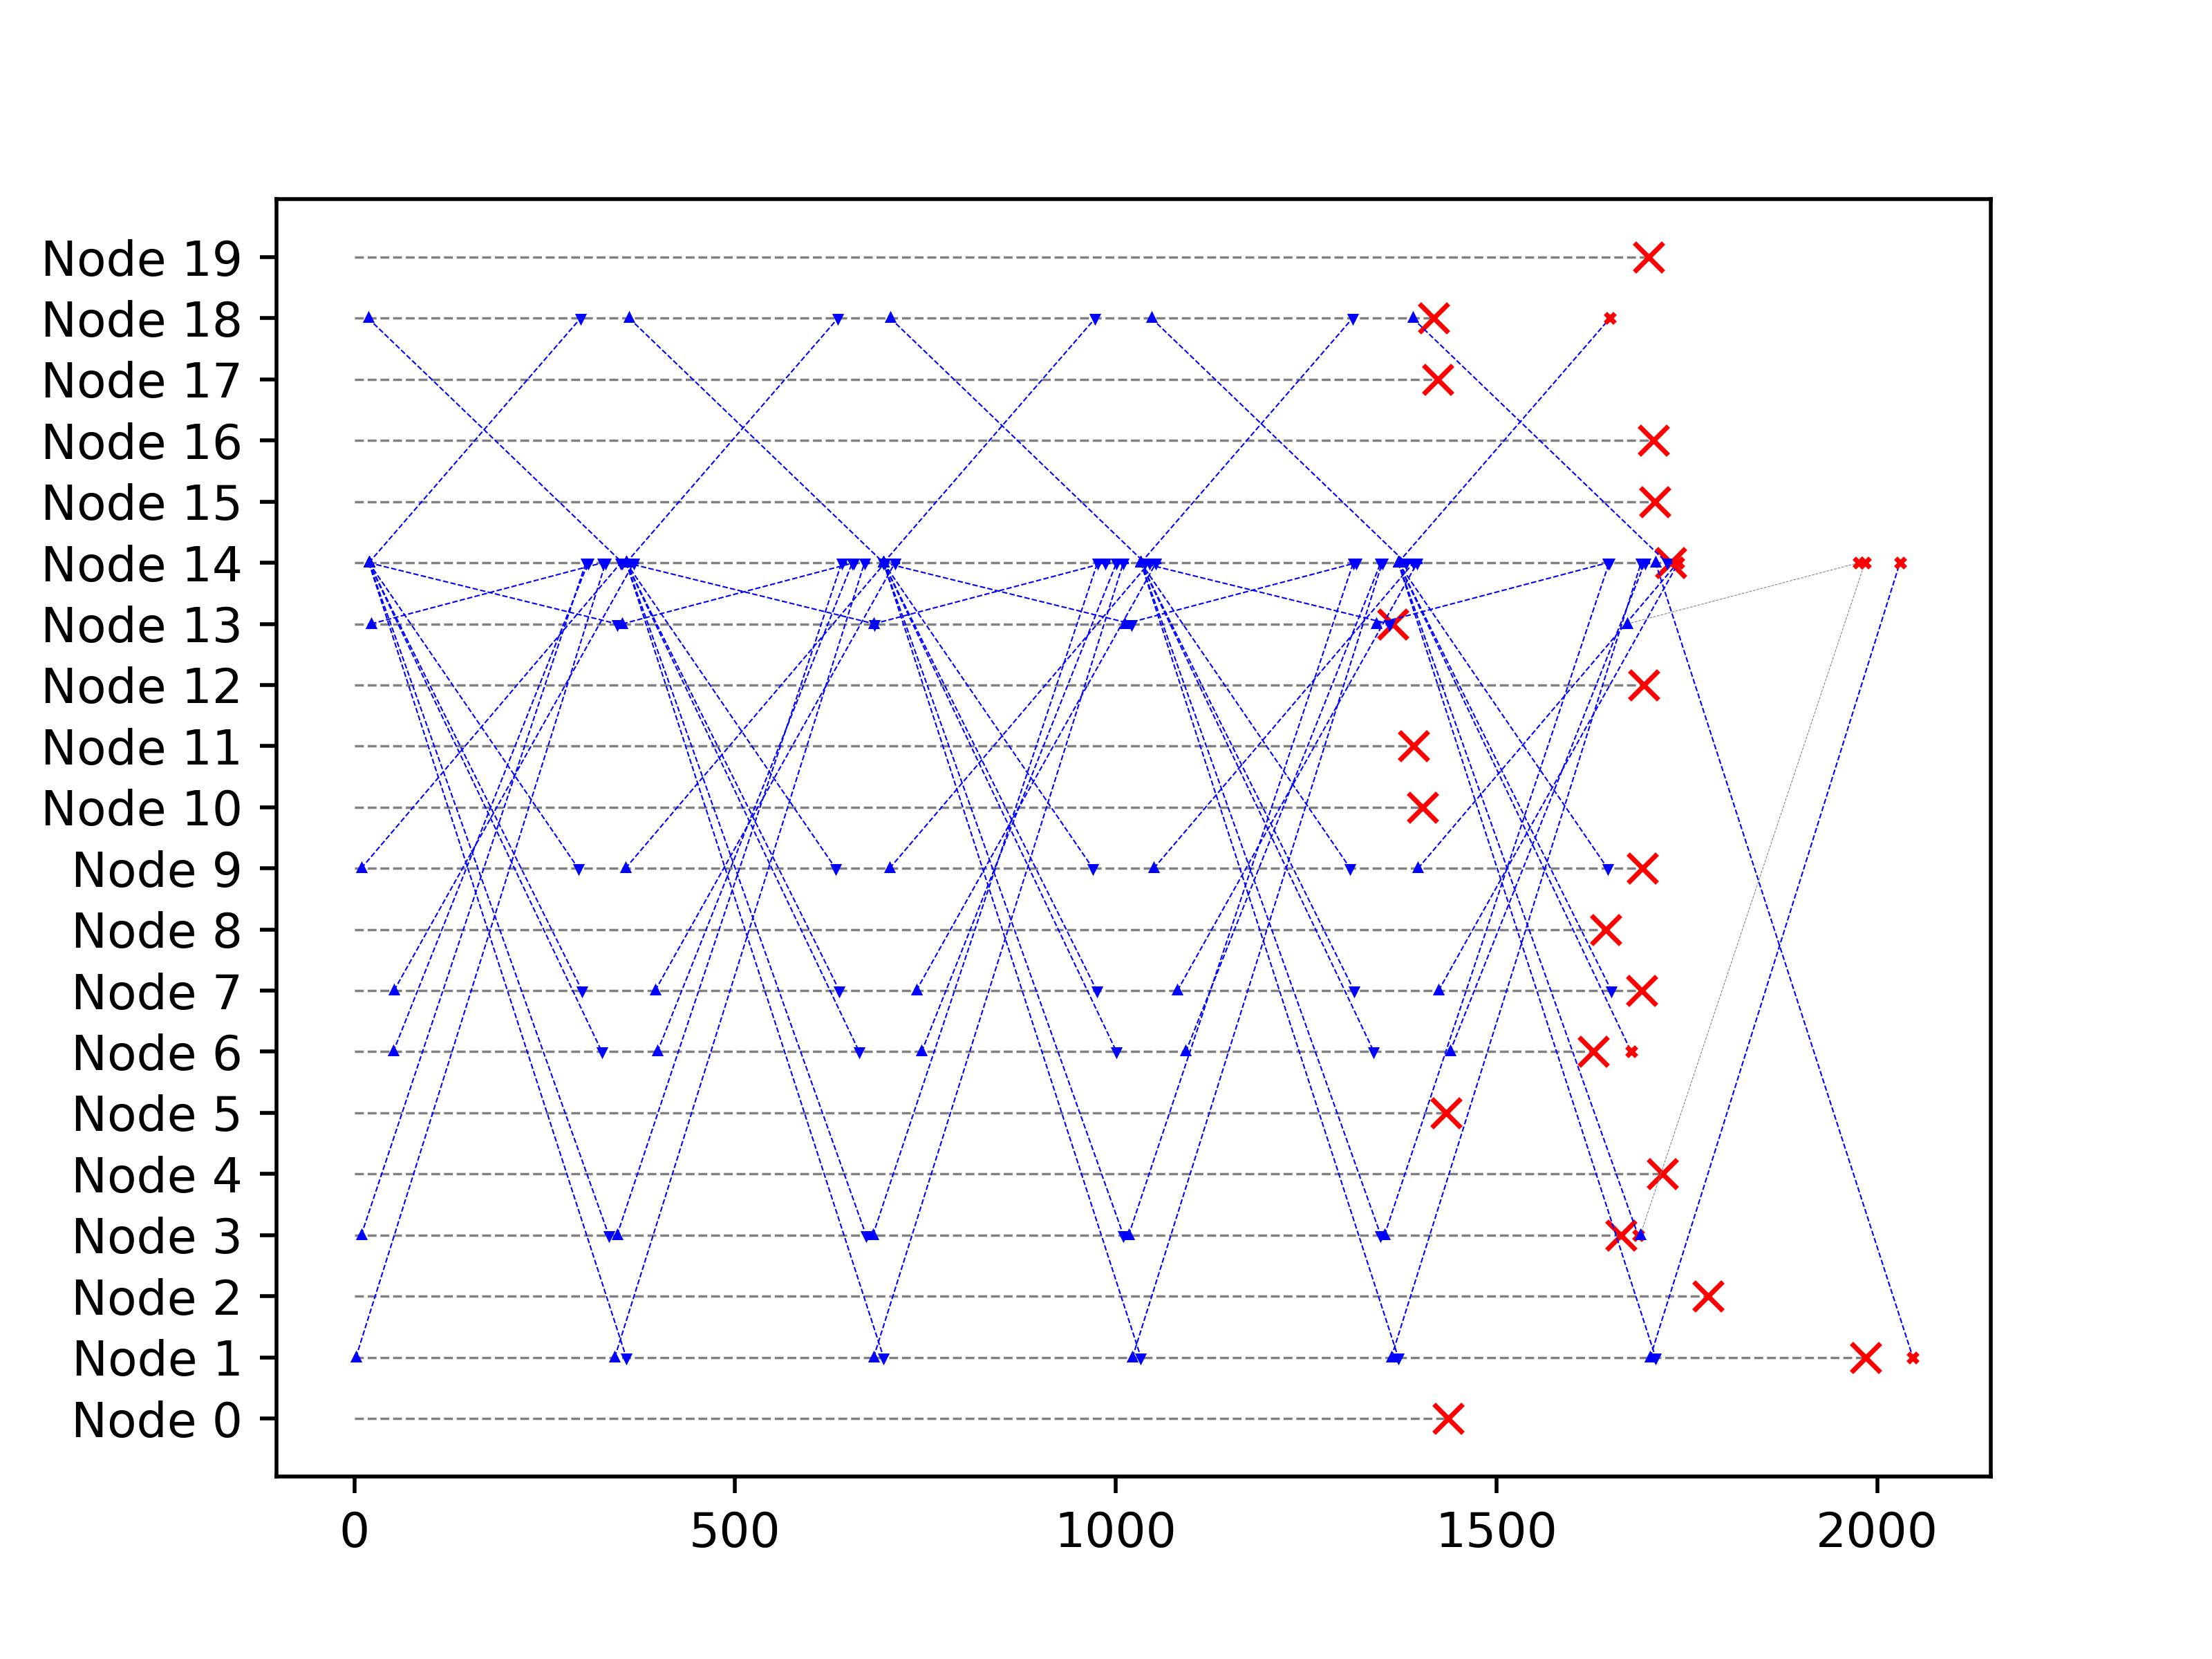 Node 19
Node 18
Node 17
Node 16
Node 15
Node 14
Node 13
Node 12
Node 11
Node 10
Node 9
Node 8
Node 7
Node 6
Node 5
Node 4
Node 3
Node 2
Node 1
Node 0
0 500 1000 1500 2000